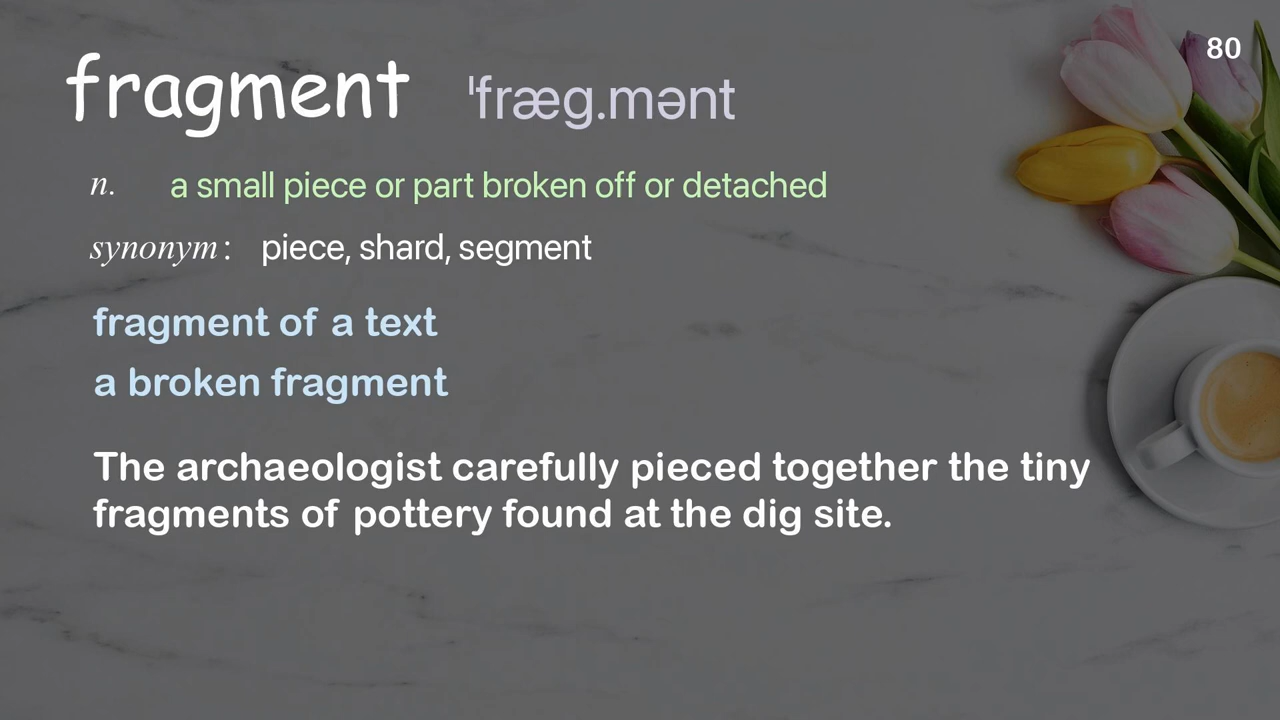 80
fragment ˈfræg.mənt
n. a small piece or part broken off or detached
synonym: piece, shard, segment
fragment of a text
a broken fragment
The archaeologist carefully pieced together the tiny
fragments of pottery found at the dig site.